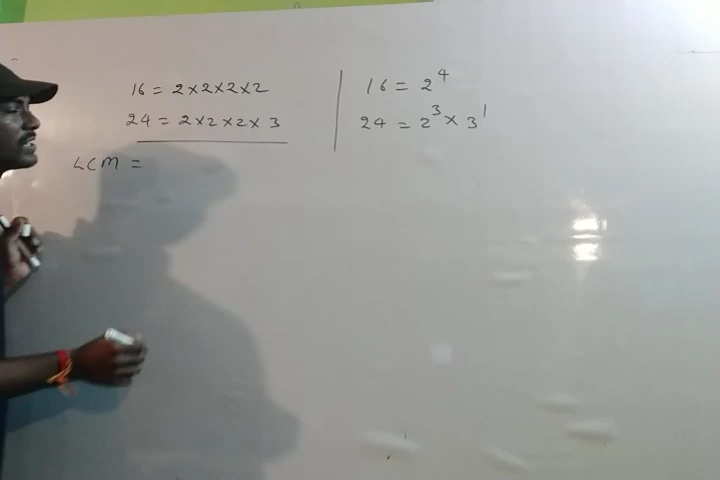 16 = 2×2×2×2
24 = 2×2×2×3
LCM =
16 = 2⁴
24 = 2³ × 3¹